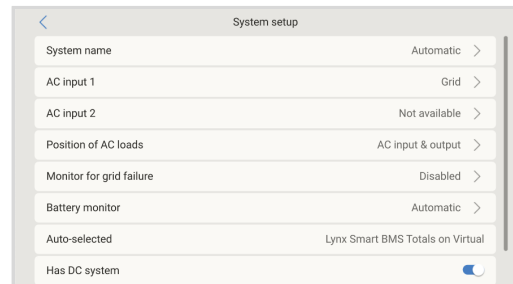 System setup
System name Automatic
AC input 1 Grid
AC input 2 Not available
Position of AC loads AC input & output
Monitor for grid failure Disabled
Battery monitor Automatic
Auto-selected Lynx Smart BMS Totals on Virtual
Has DC system